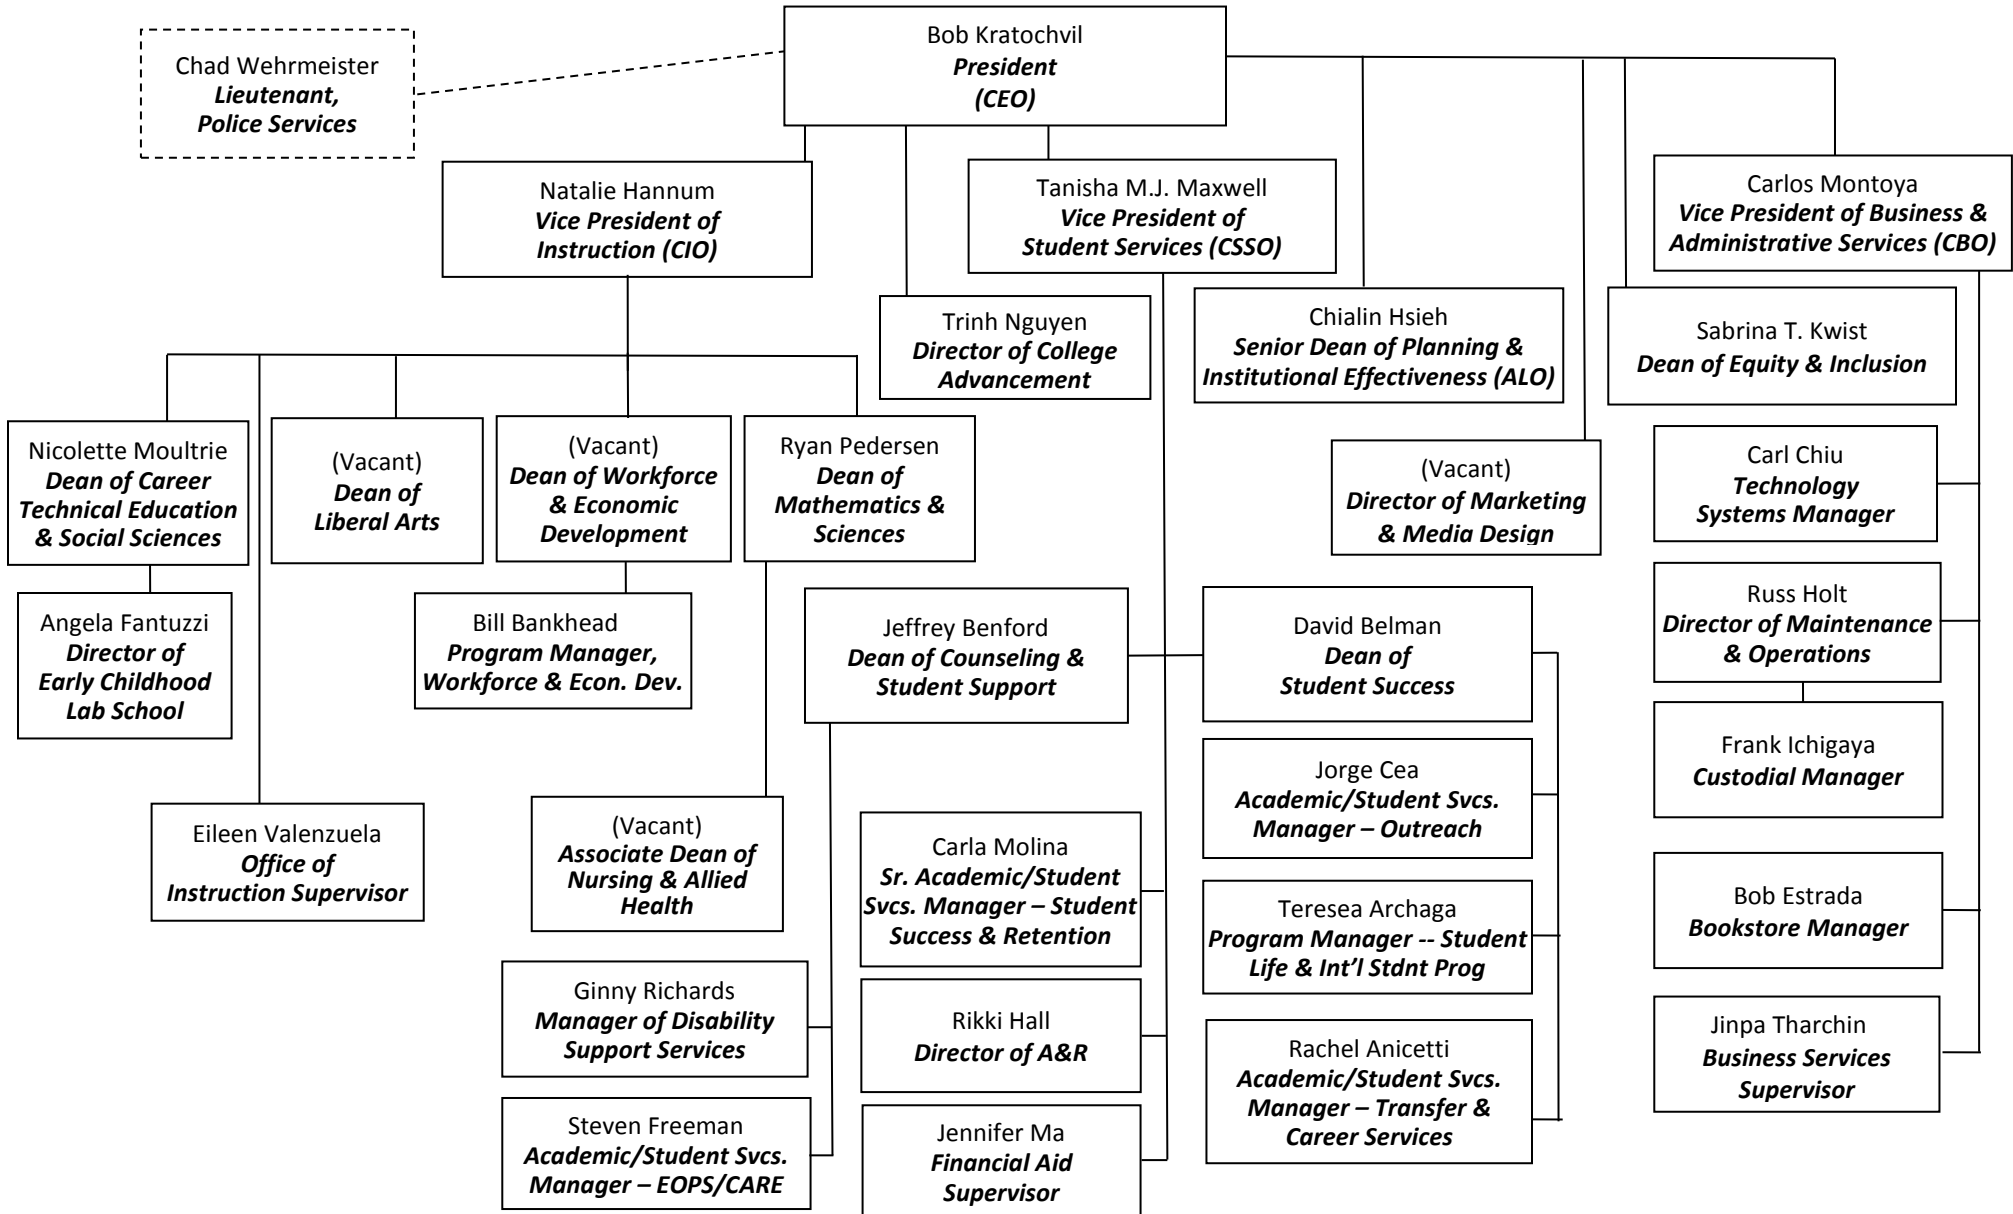 Chad Wehrmeister
Lieutenant,
Police Services
Bob Kratochvil
President
(CEO)
Natalie Hannum
Vice President of
Instruction (CIO)
Tanisha M.J. Maxwell
Vice President of
Student Services (CSSO)
Carlos Montoya
Vice President of Business &
Administrative Services (CBO)
Trinh Nguyen
Director of College
Advancement
Chialin Hsieh
Senior Dean of Planning &
Institutional Effectiveness (ALO)
Sabrina T. Kwist
Dean of Equity & Inclusion
Nicolette Moultrie
Dean of Career
Technical Education
& Social Sciences
(Vacant)
Dean of
Liberal Arts
(Vacant)
Dean of Workforce
& Economic
Development
Ryan Pedersen
Dean of
Mathematics &
Sciences
(Vacant)
Director of Marketing
& Media Design
Carl Chiu
Technology
Systems Manager
Angela Fantuzzi
Director of
Early Childhood
Lab School
Bill Bankhead
Program Manager,
Workforce & Econ. Dev.
Jeffrey Benford
Dean of Counseling &
Student Support
David Belman
Dean of
Student Success
Russ Holt
Director of Maintenance
& Operations
Frank Ichigaya
Custodial Manager
Jorge Cea
Academic/Student Svcs.
Manager – Outreach
Eileen Valenzuela
Office of
Instruction Supervisor
(Vacant)
Associate Dean of
Nursing & Allied
Health
Carla Molina
Sr. Academic/Student
Svcs. Manager – Student
Success & Retention
Teresea Archaga
Program Manager -- Student
Life & Int'l Stdnt Prog
Bob Estrada
Bookstore Manager
Ginny Richards
Manager of Disability
Support Services
Rikki Hall
Director of A&R
Rachel Anicetti
Academic/Student Svcs.
Manager – Transfer &
Career Services
Jinpa Tharchin
Business Services
Supervisor
Steven Freeman
Academic/Student Svcs.
Manager – EOPS/CARE
Jennifer Ma
Financial Aid
Supervisor